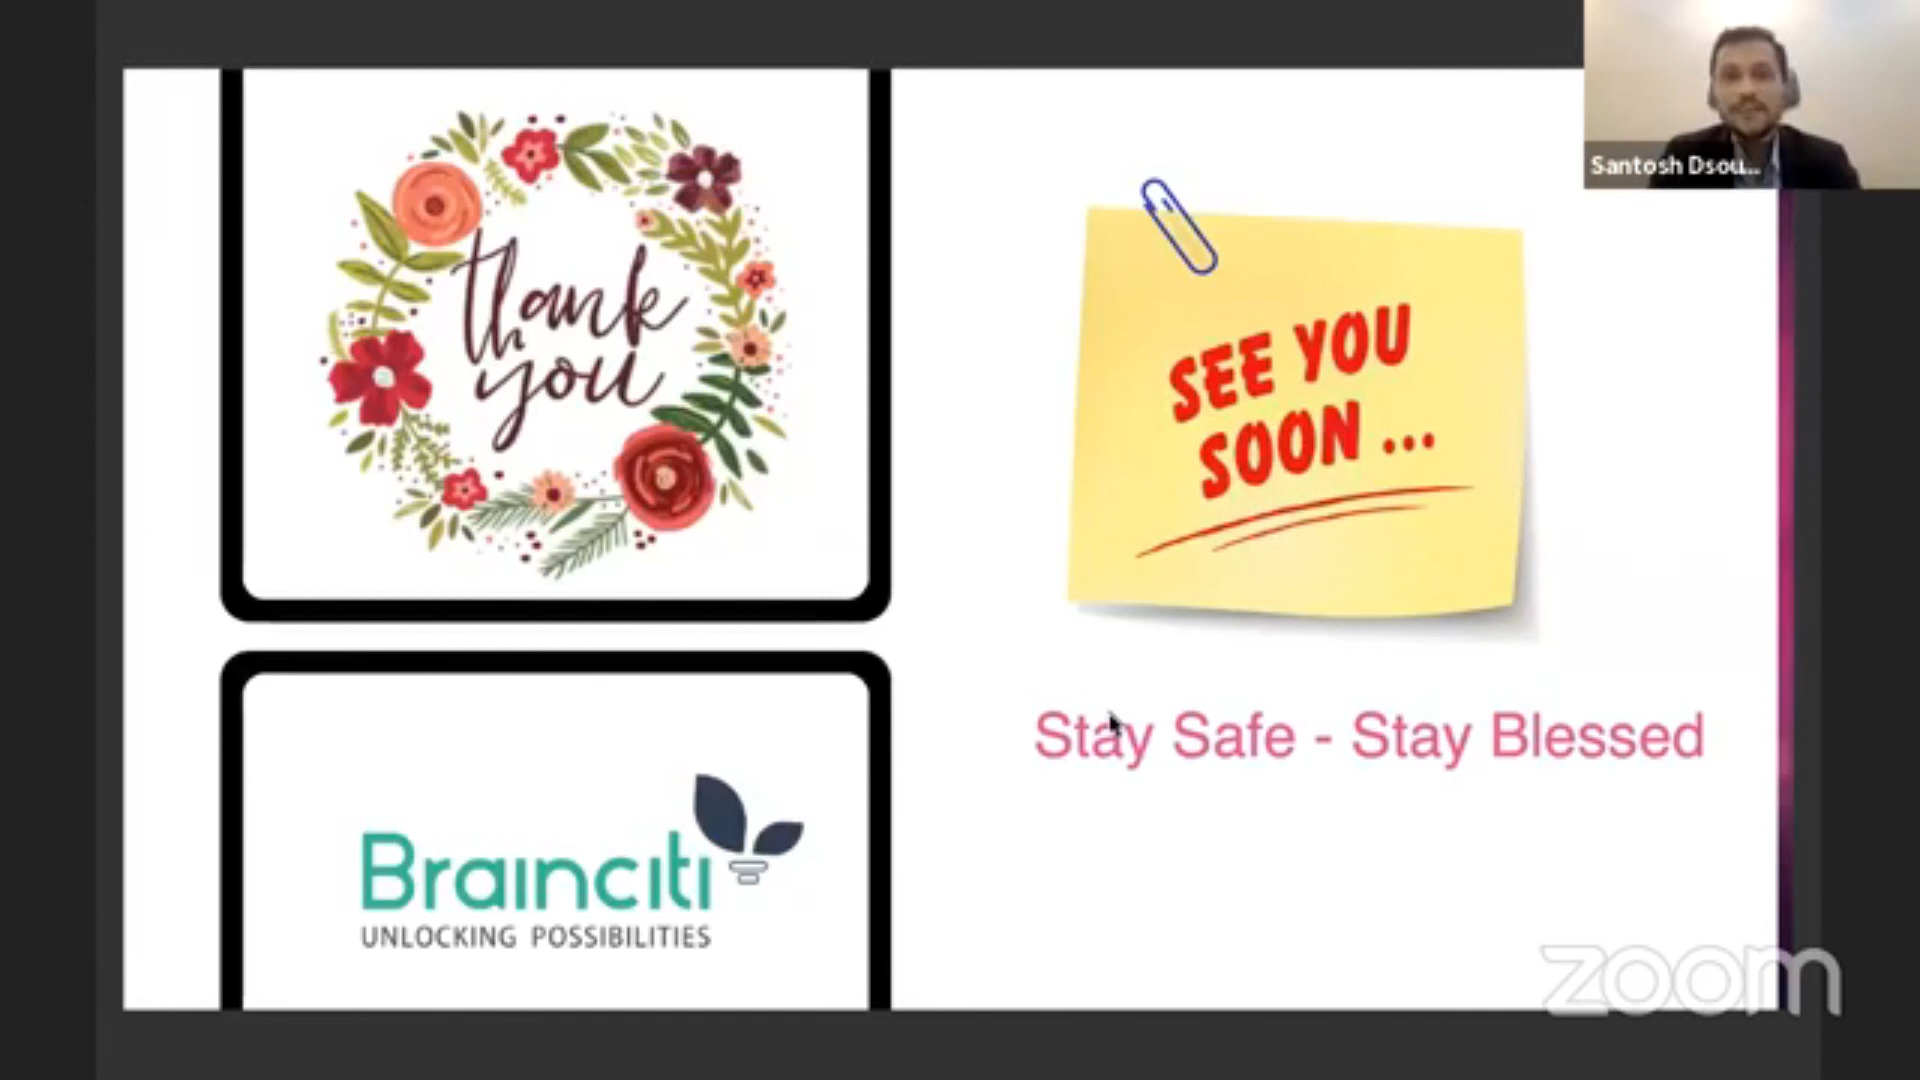 thank
you
SEE YOU
SOON ...
Santosh Dsou...
Stay Safe - Stay Blessed
Brainciti
UNLOCKING POSSIBILITIES
zoom